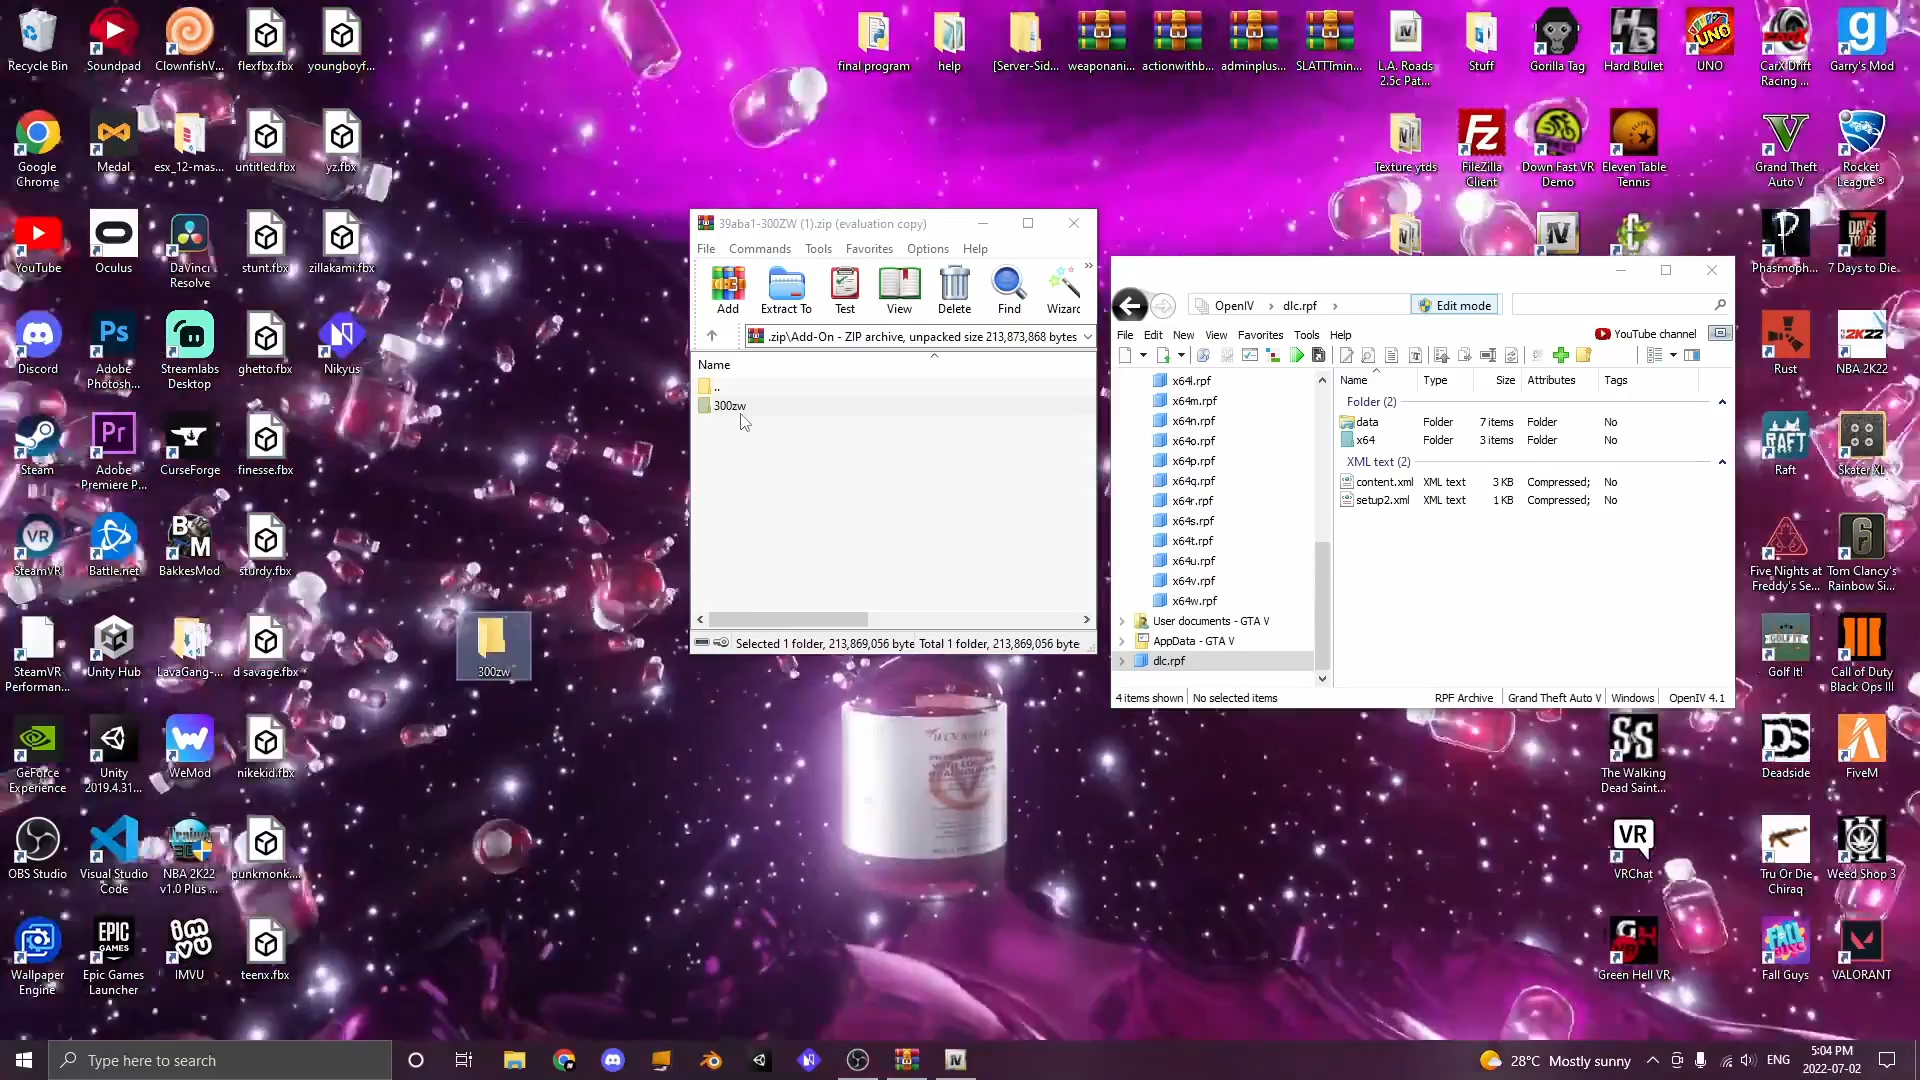 Recycle Bin
Soundpad
ClownfishV...
flexfbx.fbx
youngboyf...
final program
help
[Server-Sid...
weaponani...
actionwithb...
adminplus...
SLATTmin...
L.A. Roads
2.5c Pat...
Stuff
Gorilla Tag
Hard Bullet
UNO
CarX Drift
Racing ...
Garry's Mod
Google
Chrome
Medal
esx_12-mas...
untitled.fbx
yz.fbx
Texture ytds
FileZilla
Client
Down Fast VR
Demo
Eleven Table
Tennis
Grand Theft
Auto V
Rocket
League®
YouTube
Oculus
DaVinci
Resolve
stunt.fbx
zillakami.fbx
Phasmoph...
7 Days to Die
Discord
Adobe
Photosh...
Streamlabs
Desktop
ghetto.fbx
Nikyus
Rust
NBA 2K22
Steam
Adobe
Premiere P...
CurseForge
finesse.fbx
Raft
Skater XL
SteamVR
Battle.net
BakkesMod
sturdy.fbx
Five Nights at
Freddy's Se...
Tom Clancy's
Rainbow Si...
SteamVR
Performan...
Unity Hub
LavaGang-...
d savage.fbx
300zw
Golf It!
Call of Duty
Black Ops III
GeForce
Experience
Unity
2019.4.31...
WeMod
nikekid.fbx
The Walking
Dead Saint...
Deadside
FiveM
OBS Studio
Visual Studio
Code
NBA 2K22
v1.0 Plus ...
punkmonk....
VRChat
Tru Or Die
Chiraq
Weed Shop 3
Wallpaper
Engine
Epic Games
Launcher
IMVU
teenx.fbx
Green Hell VR
Fall Guys
VALORANT
39aba1-300ZW (1).zip (evaluation copy)
File Commands Tools Favorites Options Help
Add Extract To Test View Delete Find Wizard
.zip\Add-On - ZIP archive, unpacked size 213,873,868 bytes
Name
..
300zw
Selected 1 folder, 213,869,056 byte Total 1 folder, 213,869,056 byte
OpenIV dlc.rpf Edit mode
File Edit New View Favorites Tools Help YouTube channel
x64l.rpf
x64m.rpf
x64n.rpf
x64o.rpf
x64p.rpf
x64q.rpf
x64r.rpf
x64s.rpf
x64t.rpf
x64u.rpf
x64v.rpf
x64w.rpf
User documents - GTA V
AppData - GTA V
dlc.rpf
Name Type Size Attributes Tags
Folder (2)
data Folder 7 items Folder No
x64 Folder 3 items Folder No
XML text (2)
content.xml XML text 3 KB Compressed; No
setup2.xml XML text 1 KB Compressed; No
4 items shown No selected items RPF Archive Grand Theft Auto V Windows OpenIV 4.1
Type here to search
28°C Mostly sunny
ENG
5:04 PM
2022-07-02